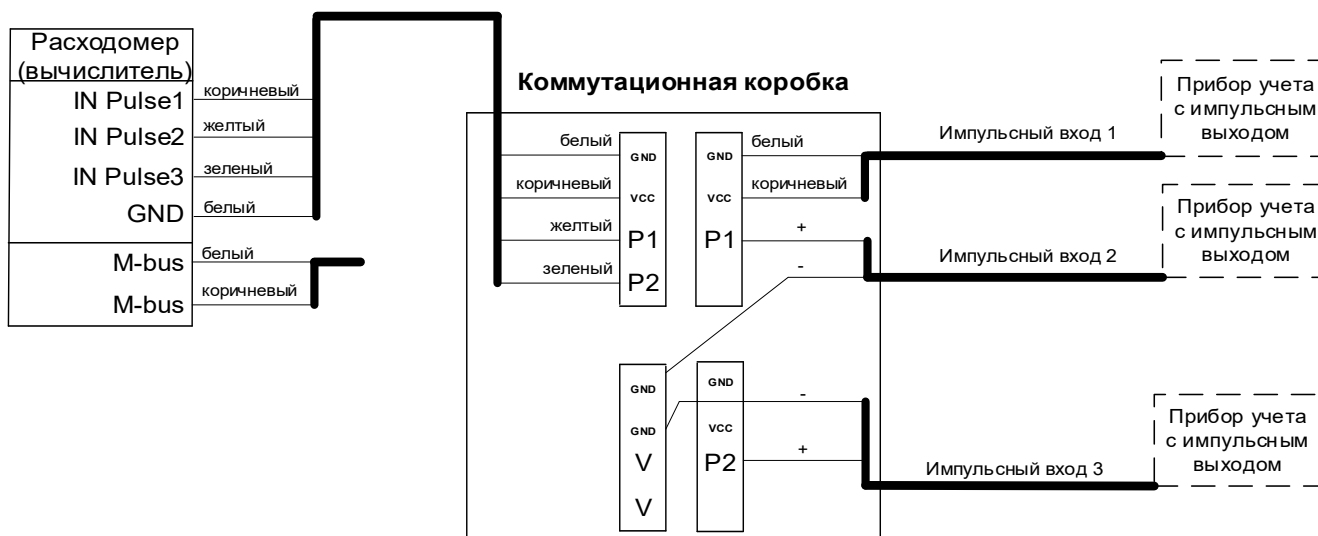 Расходомер
(вычислитель)
IN Pulse1
коричневый
IN Pulse2
желтый
IN Pulse3
зеленый
GND
белый
M-bus
белый
M-bus
коричневый
Коммутационная коробка
белый
GND
коричневый
VCC
желтый
P1
зеленый
P2
GND
белый
VCC
коричневый
P1
+
-
GND
GND
V
V
GND
-
VCC
P2
+
Импульсный вход 1
Прибор учета
с импульсным
выходом
Импульсный вход 2
Прибор учета
с импульсным
выходом
Импульсный вход 3
Прибор учета
с импульсным
выходом